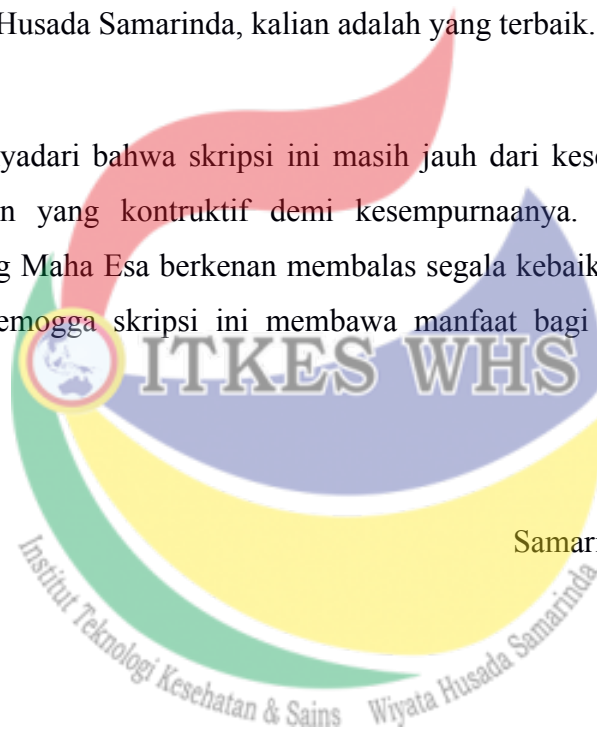 Husada Samarinda, kalian adalah yang terbaik.
yadari bahwa skripsi ini masih jauh dari kes
n yang kontruktif demi kesempurnaanya.
g Maha Esa berkenan membalas segala kebaik
emogga skripsi ini membawa manfaat bagi
ITKES WHS
Samari
Institut Teknologi Kesehatan & Sains Wiyata Husada Samarinda